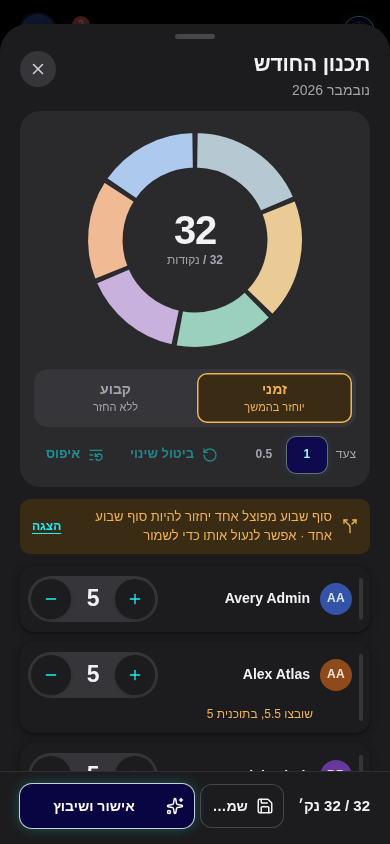 תכנון החודש
נובמבר 2026
32
32 / נקודות
זמני
יוחזר בהמשך
קבוע
ללא החזר
צעד
1
0.5
ביטול שינוי
איפוס
סוף שבוע מפוצל אחד יחזור להיות סוף שבוע
אחד · אפשר לנעול אותו כדי לשמור
הצגה
AA
Avery Admin
+ 5 −
AA
Alex Atlas
+ 5 −
שובצו 5.5, בתוכנית 5
32 / 32 נק׳
שמ...
אישור ושיבוץ